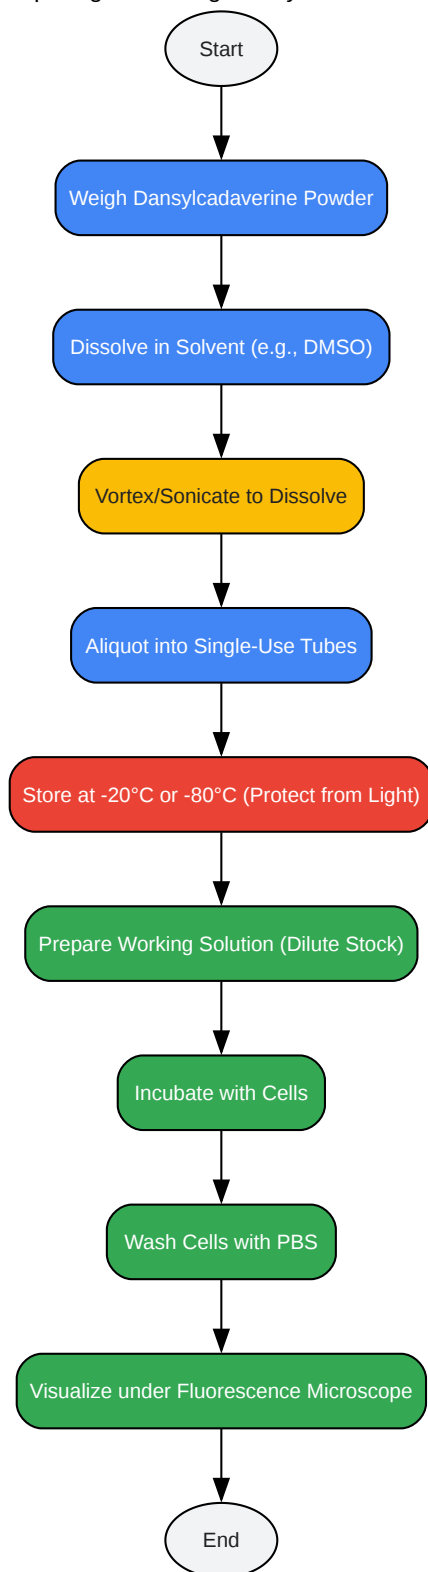 Start
Weigh Dansylcadaverine Powder
Dissolve in Solvent (e.g., DMSO)
Vortex/Sonicate to Dissolve
Aliquot into Single-Use Tubes
Store at -20°C or -80°C (Protect from Light)
Prepare Working Solution (Dilute Stock)
Incubate with Cells
Wash Cells with PBS
Visualize under Fluorescence Microscope
End